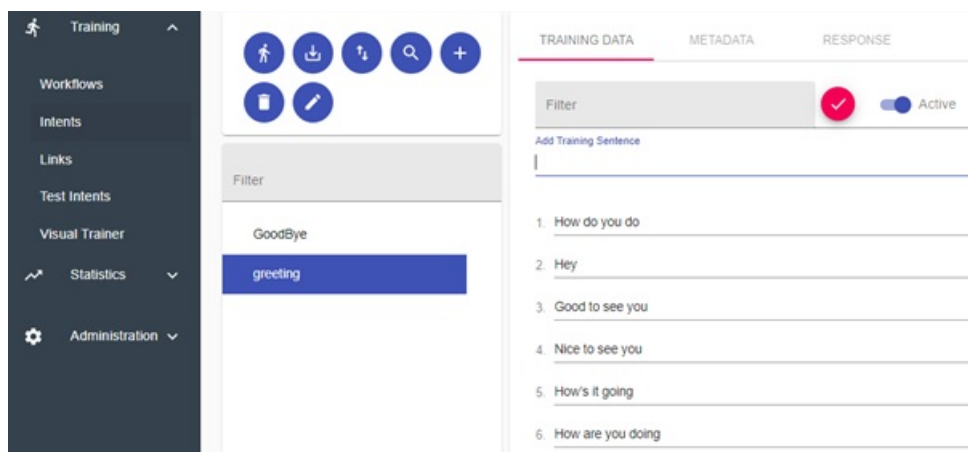 Training
Workflows
Intents
Links
Test Intents
Visual Trainer
Statistics
Administration
Filter
GoodBye
greeting
TRAINING DATA METADATA RESPONSE
Filter
Active
Add Training Sentence
1. How do you do
2. Hey
3. Good to see you
4. Nice to see you
5. How's it going
6. How are you doing